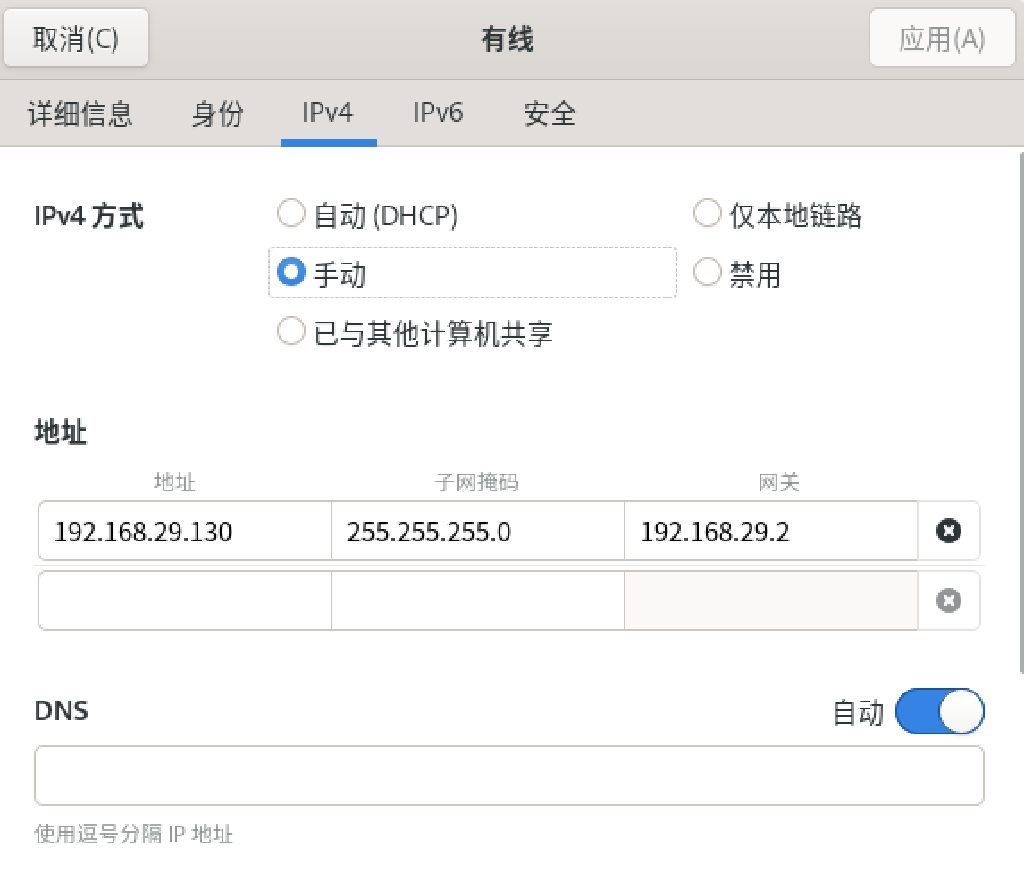 取消(C) 有线 应用(A)
详细信息 身份 IPv4 IPv6 安全
IPv4 方式 自动 (DHCP) 仅本地链路
手动 禁用
已与其他计算机共享
地址
地址 子网掩码 网关
192.168.29.130 255.255.255.0 192.168.29.2
DNS 自动
使用逗号分隔 IP 地址